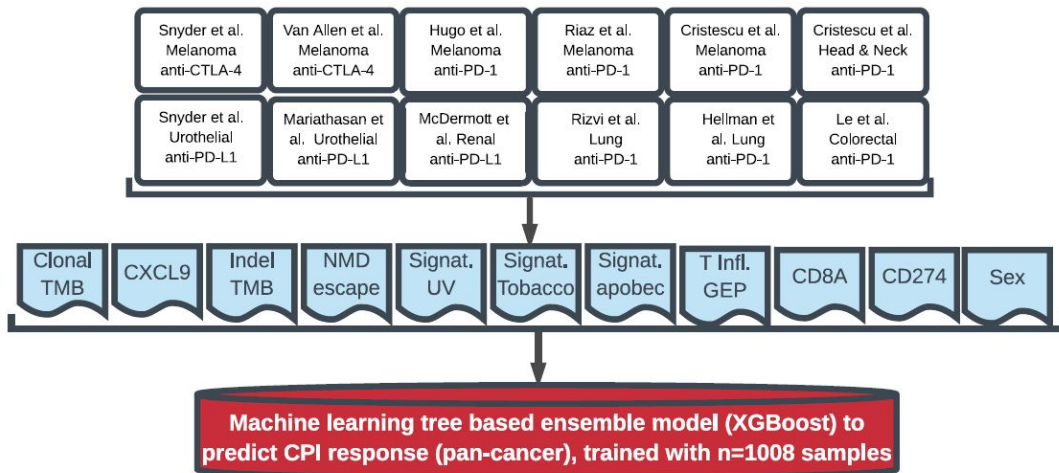 Snyder et al.
Melanoma
anti-CTLA-4
Van Allen et al.
Melanoma
anti-CTLA-4
Hugo et al.
Melanoma
anti-PD-1
Riaz et al.
Melanoma
anti-PD-1
Cristescu et al.
Melanoma
anti-PD-1
Cristescu et al.
Head & Neck
anti-PD-1
Snyder et al.
Urothelial
anti-PD-L1
Mariathasan et
al. Urothelial
anti-PD-L1
McDermott et
al. Renal
anti-PD-L1
Rizvi et al.
Lung
anti-PD-1
Hellman et
al. Lung
anti-PD-1
Le et al.
Colorectal
anti-PD-1
Clonal
TMB
CXCL9
Indel
TMB
NMD
escape
Signat.
UV
Signat.
Tobacco
Signat.
apobec
T Infl.
GEP
CD8A
CD274
Sex
Machine learning tree based ensemble model (XGBoost) to
predict CPI response (pan-cancer), trained with n=1008 samples